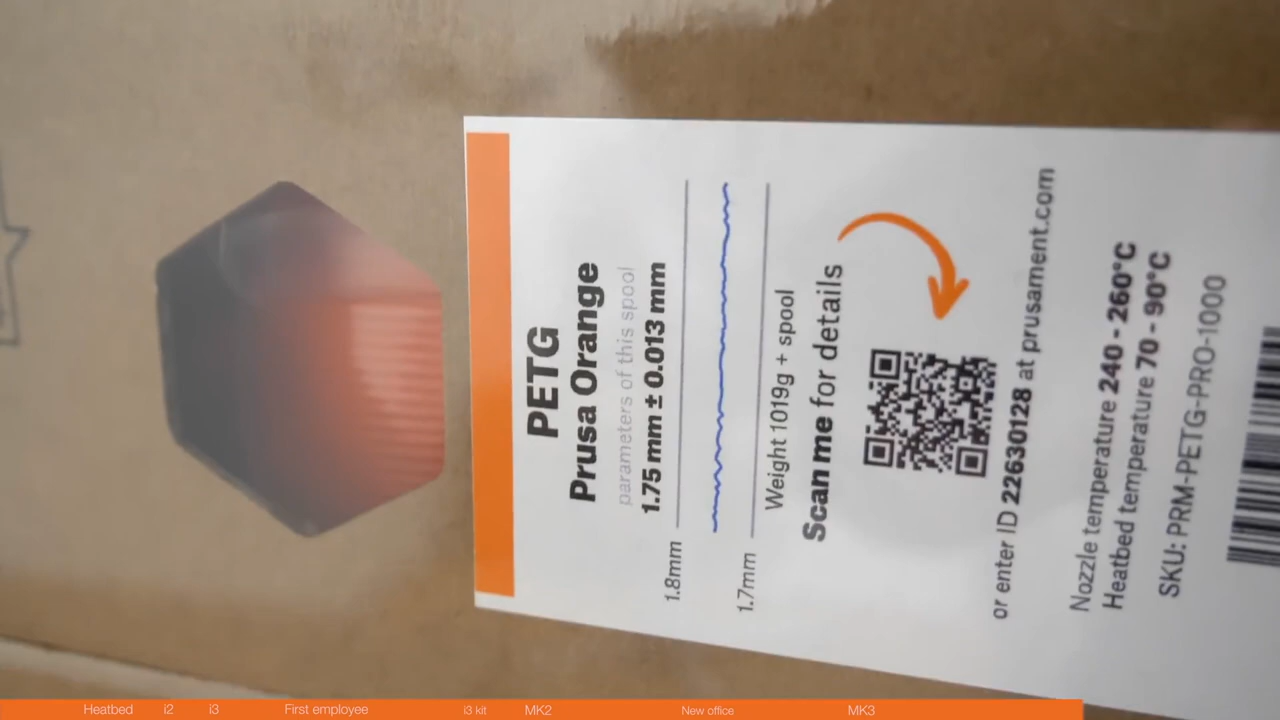 PETG
Prusa Orange
parameters of this spool
1.75 mm ± 0.013 mm
1.8mm
1.7mm
Weight 1019g + spool
Scan me for details
or enter ID 22630128 at prusament.com
Nozzle temperature 240 - 260°C
Heatbed temperature 70 - 90°C
SKU: PRM-PETG-PRO-1000
Heatbed i2 i3 First employee i3 kit MK2 New office MK3